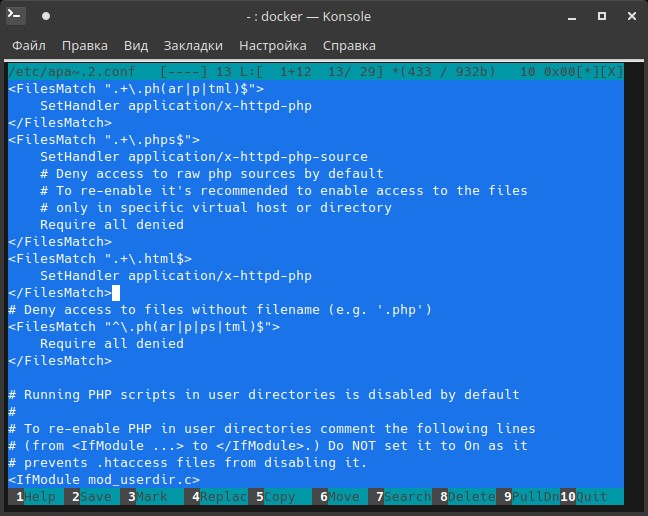 - : docker — Konsole
Файл Правка Вид Закладки Настройка Справка
/etc/apa~.2.conf [----] 13 L:[ 1+12 13/ 29] *(433 / 932b) 10 0x00[*][X]
<FilesMatch ".+\.ph(ar|p|tml)$">
    SetHandler application/x-httpd-php
</FilesMatch>
<FilesMatch ".+\.phps$">
    SetHandler application/x-httpd-php-source
    # Deny access to raw php sources by default
    # To re-enable it's recommended to enable access to the files
    # only in specific virtual host or directory
    Require all denied
</FilesMatch>
<FilesMatch ".+\.html$>
    SetHandler application/x-httpd-php
</FilesMatch>
# Deny access to files without filename (e.g. '.php')
<FilesMatch "^\.ph(ar|p|ps|tml)$">
    Require all denied
</FilesMatch>
# Running PHP scripts in user directories is disabled by default
#
# To re-enable PHP in user directories comment the following lines
# (from <IfModule ...> to </IfModule>.) Do NOT set it to On as it
# prevents .htaccess files from disabling it.
<IfModule mod_userdir.c>
1Help 2Save 3Mark 4Replac 5Copy 6Move 7Search 8Delete 9PullDn 10Quit